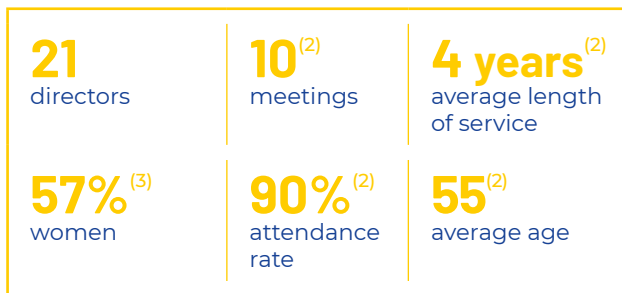 21
directors
10(2)
meetings
4 years(2)
average length
of service
57%(3)
women
90%(2)
attendance
rate
55(2)
average age